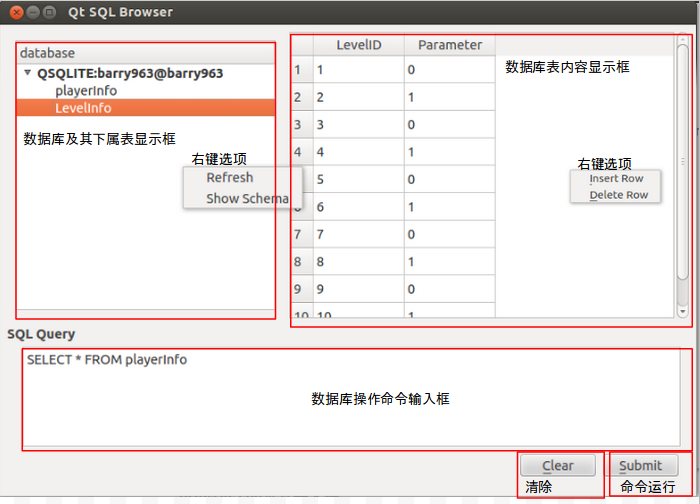 Qt SQL Browser
database
QSQLITE:barry963@barry963
playerInfo
LevelInfo
数据库及其下属表显示框
右键选项
Refresh
Show Schema
LevelID Parameter
数据库表内容显示框
1 1 0
2 2 1
3 3 0
4 4 1
5 0
6 6 1
7 7 0
8 8 1
9 9 0
10 10 1
右键选项
Insert Row
Delete Row
SQL Query
SELECT * FROM playerInfo
数据库操作命令输入框
Clear Submit
清除 命令运行